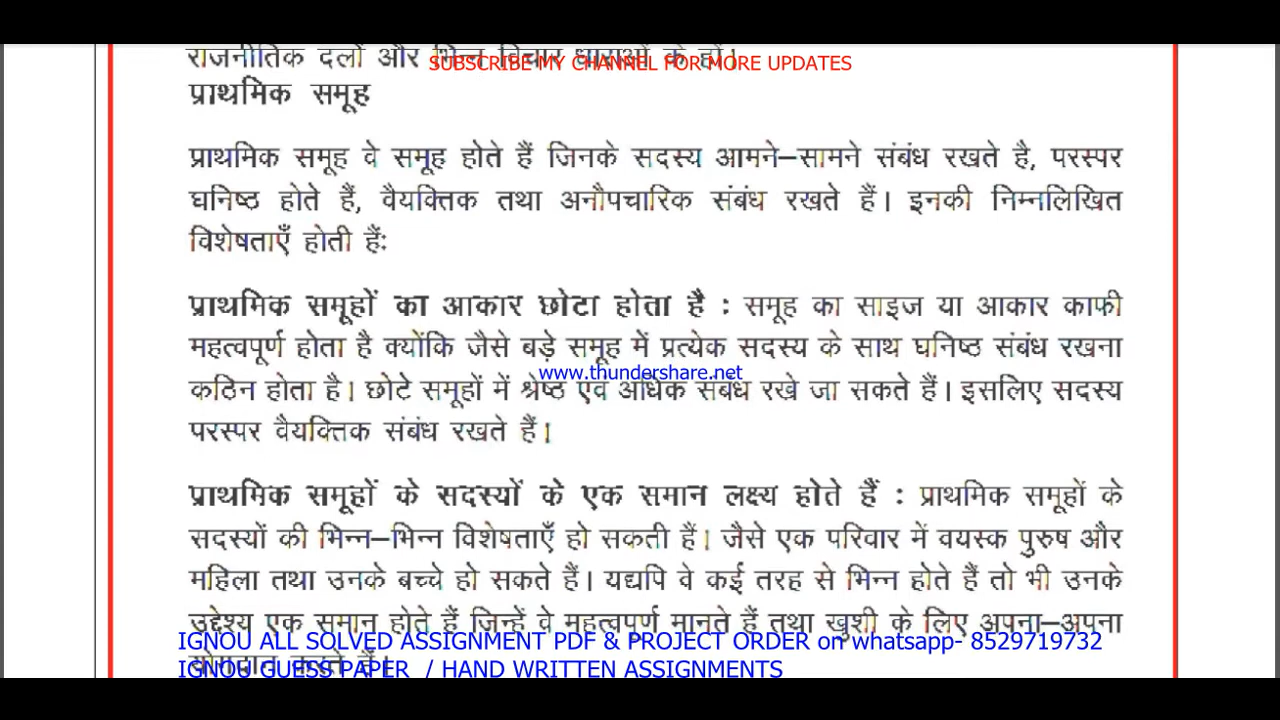 राजनीतिक दलों और भिन्न विचार धाराओं के हों।
SUBSCRIBE MY CHANNEL FOR MORE UPDATES
प्राथमिक समूह
प्राथमिक समूह वे समूह होते हैं जिनके सदस्य आमने–सामने संबंध रखते है, परस्पर
घनिष्ठ होते हैं, वैयक्तिक तथा अनौपचारिक संबंध रखते हैं। इनकी निम्नलिखित
विशेषताएँ होती हैंः
प्राथमिक समूहों का आकार छोटा होता है : समूह का साइज या आकार काफी
महत्वपूर्ण होता है क्योंकि जैसे बड़े समूह में प्रत्येक सदस्य के साथ घनिष्ठ संबंध रखना
www.thundershare.net
कठिन होता है। छोटे समूहों में श्रेष्ठ एवं अधिक संबंध रखे जा सकते हैं। इसलिए सदस्य
परस्पर वैयक्तिक संबंध रखते हैं।
प्राथमिक समूहों के सदस्यों के एक समान लक्ष्य होते हैं : प्राथमिक समूहों के
सदस्यों की भिन्न–भिन्न विशेषताएँ हो सकती हैं। जैसे एक परिवार में वयस्क पुरुष और
महिला तथा उनके बच्चे हो सकते हैं। यद्यपि वे कई तरह से भिन्न होते हैं तो भी उनके
उद्देश्य एक समान होते हैं जिन्हें वे महत्वपूर्ण मानते हैं तथा खुशी के लिए अपना–अपना
IGNOU ALL SOLVED ASSIGNMENT PDF & PROJECT ORDER on whatsapp- 8529719732
योगदान करते हैं।
IGNOU GUESS PAPER / HAND WRITTEN ASSIGNMENTS